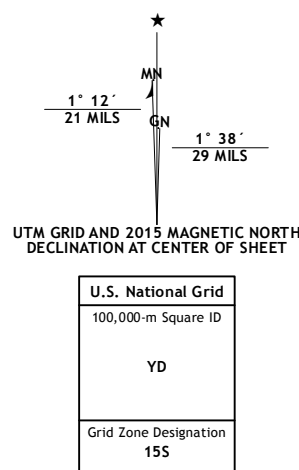 ★
MN
1° 12´
21 MILS
GN
1° 38´
29 MILS
UTM GRID AND 2015 MAGNETIC NORTH
DECLINATION AT CENTER OF SHEET
U.S. National Grid
100,000-m Square ID
YD
Grid Zone Designation
15S